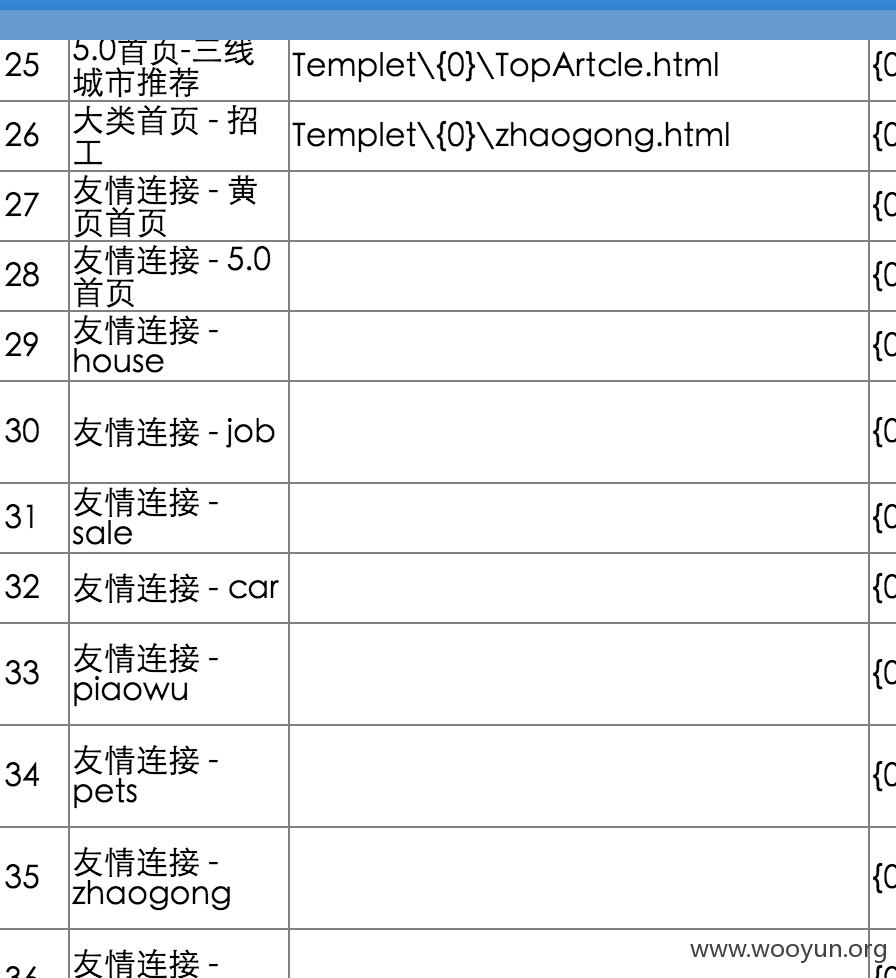 25
5.0首页-三线
城市推荐
Templet\{0}\TopArtcle.html
{0
26
大类首页 - 招
工
Templet\{0}\zhaogong.html
{0
27
友情连接 - 黄
页首页
{0
28
友情连接 - 5.0
首页
{0
29
友情连接 -
house
{0
30
友情连接 - job
{0
31
友情连接 -
sale
{0
32
友情连接 - car
{0
33
友情连接 -
piaowu
{0
34
友情连接 -
pets
{0
35
友情连接 -
zhaogong
{0
36
友情连接 -
www.wooyun.org